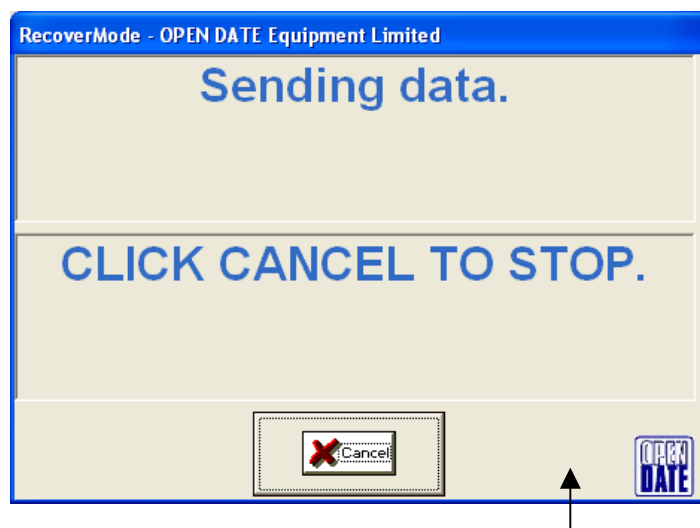 RecoverMode - OPEN DATE Equipment Limited
Sending data.
CLICK CANCEL TO STOP.
Cancel
OPEN
DATE